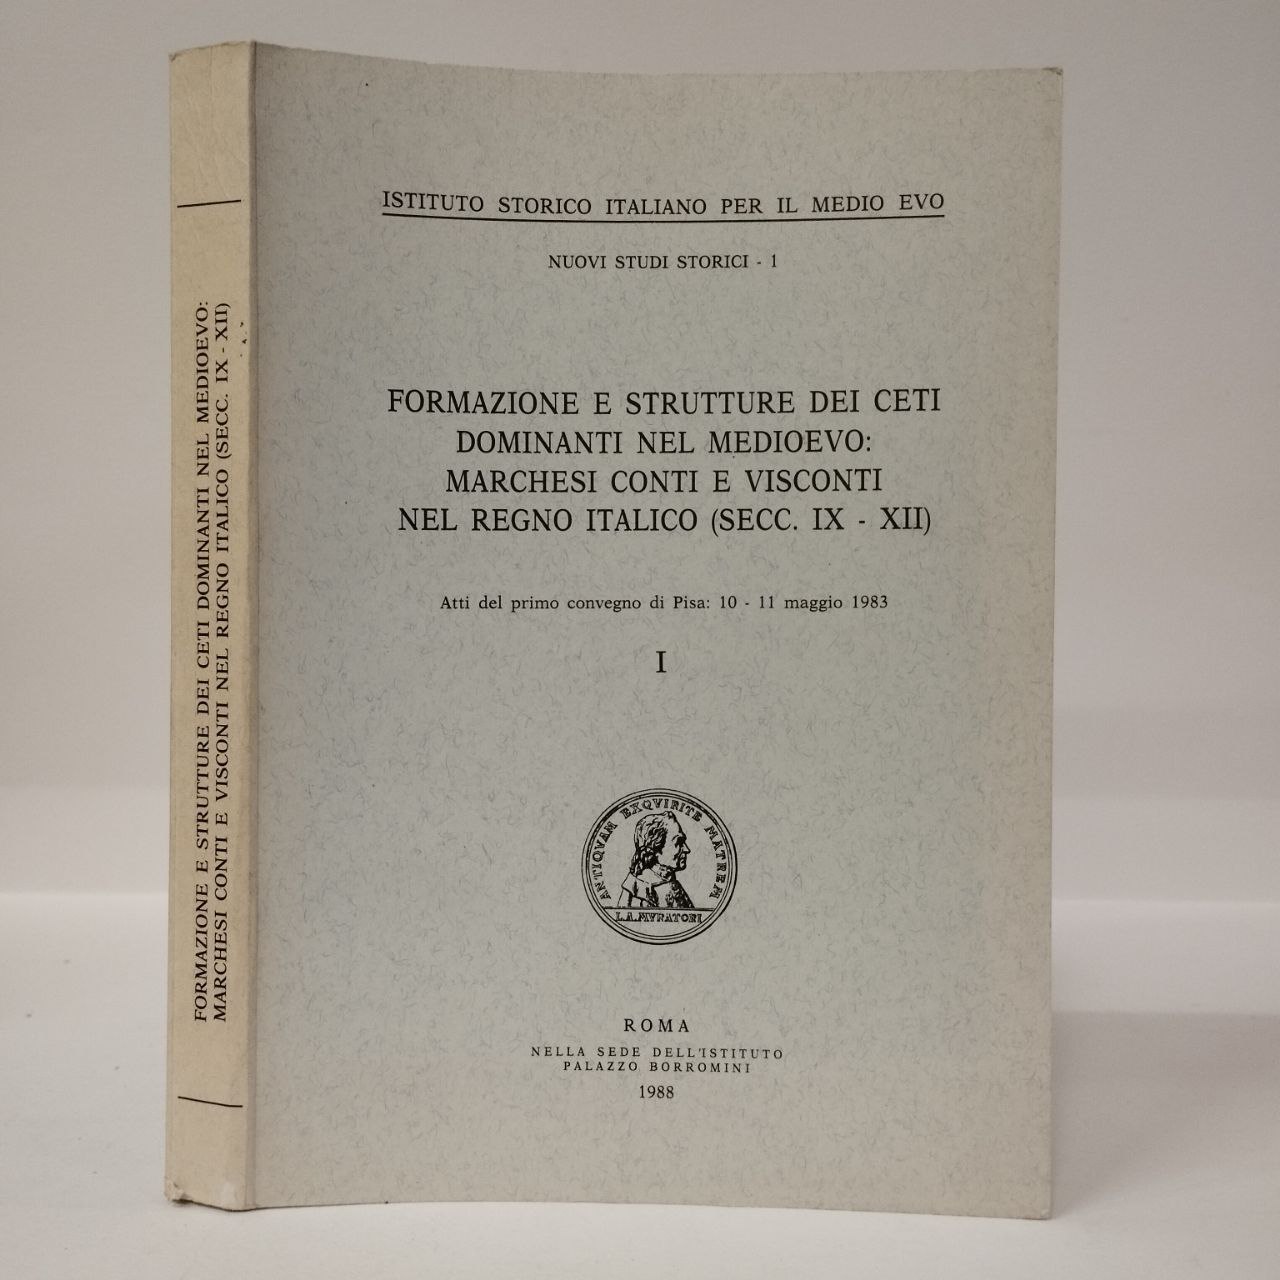 FORMAZIONE E STRUTTURE DEI CETI DOMINANTI NEL MEDIOEVO:
MARCHESI CONTI E VISCONTI NEL REGNO ITALICO (SECC. IX - XII)
ISTITUTO STORICO ITALIANO PER IL MEDIO EVO
NUOVI STUDI STORICI - 1
FORMAZIONE E STRUTTURE DEI CETI
DOMINANTI NEL MEDIOEVO:
MARCHESI CONTI E VISCONTI
NEL REGNO ITALICO (SECC. IX - XII)
Atti del primo convegno di Pisa: 10 - 11 maggio 1983
I
ANTIQVAM EXQVIRITE MATREM
L.A.MVRATORI
ROMA
NELLA SEDE DELL'ISTITUTO
PALAZZO BORROMINI
1988